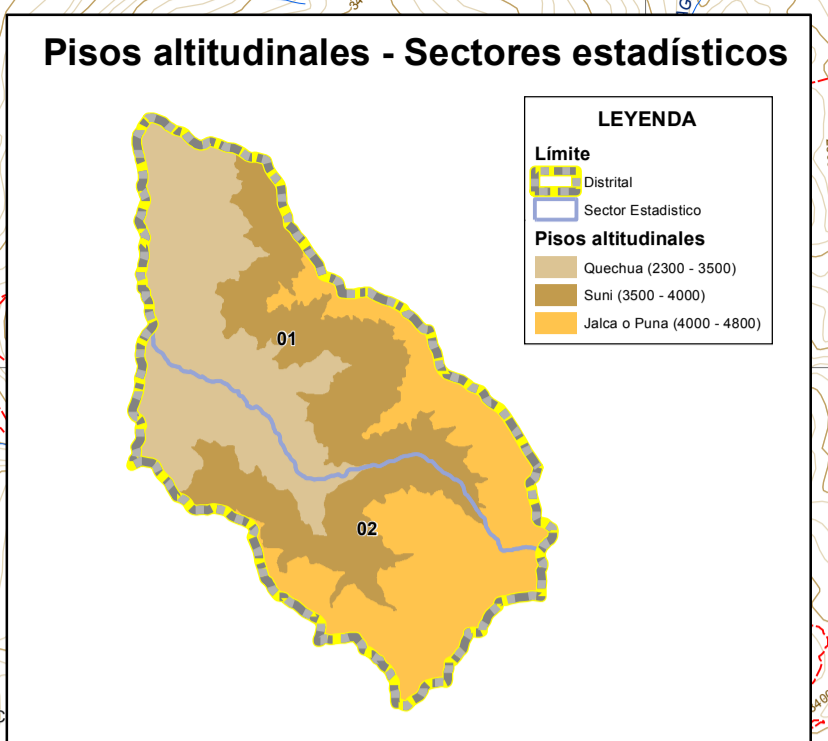 Pisos altitudinales - Sectores estadísticos
LEYENDA
Límite
Distrital
Sector Estadistico
Pisos altitudinales
Quechua (2300 - 3500)
Suni (3500 - 4000)
Jalca o Puna (4000 - 4800)
01
02